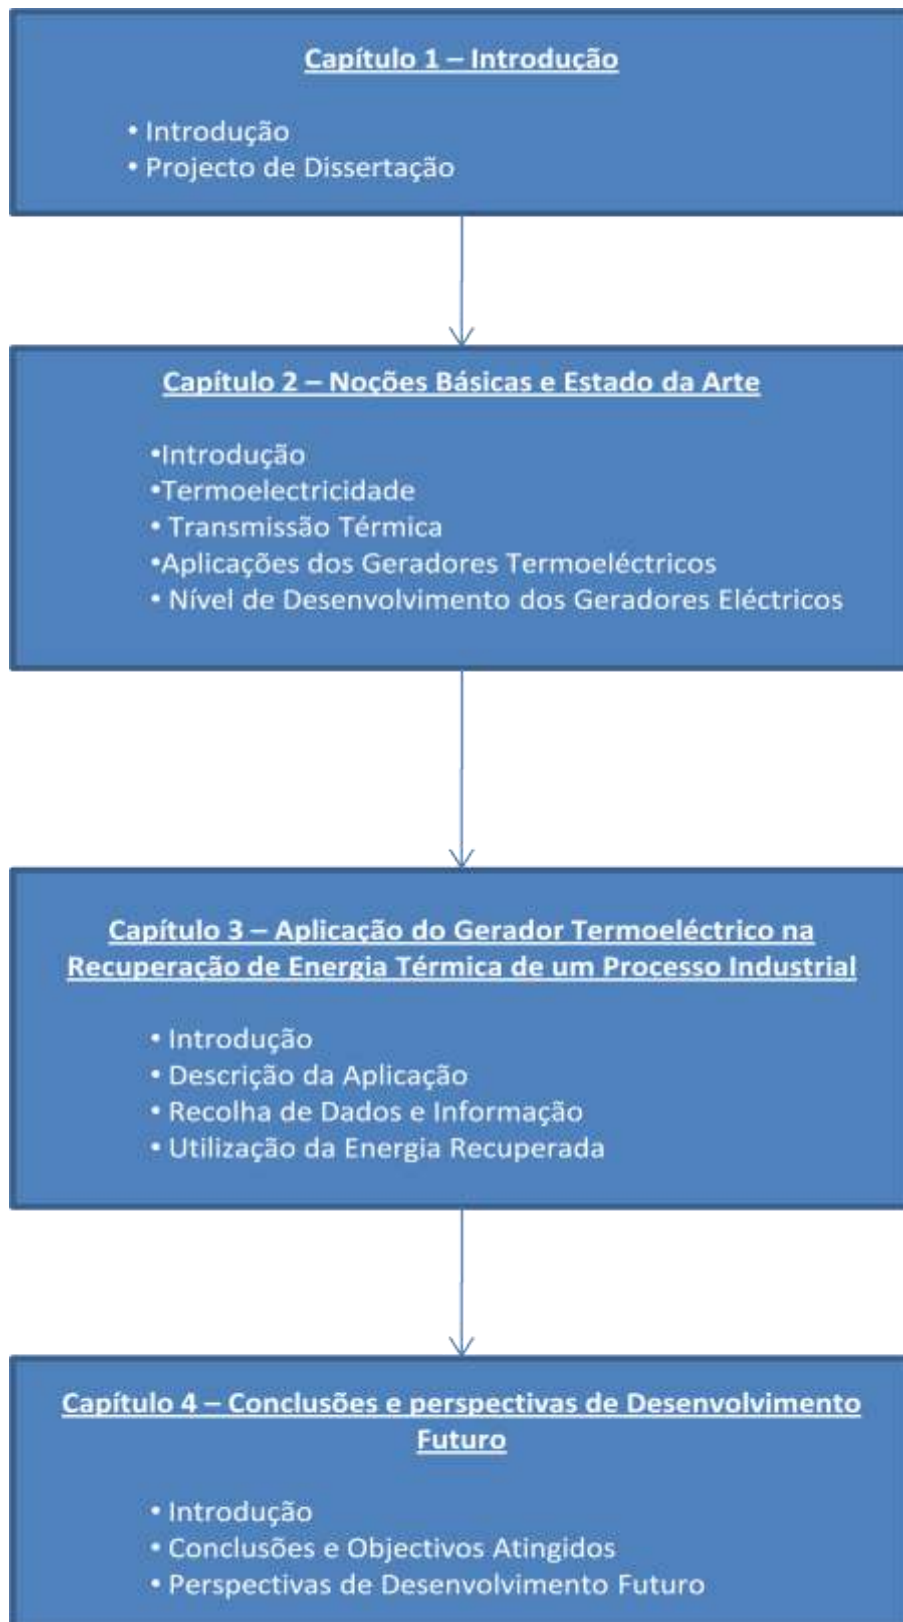 Capítulo 1 – Introdução
• Introdução
• Projecto de Dissertação
Capítulo 2 – Noções Básicas e Estado da Arte
•Introdução
•Termoelectricidade
• Transmissão Térmica
•Aplicações dos Geradores Termoeléctricos
• Nível de Desenvolvimento dos Geradores Eléctricos
Capítulo 3 – Aplicação do Gerador Termoeléctrico na
Recuperação de Energia Térmica de um Processo Industrial
• Introdução
• Descrição da Aplicação
• Recolha de Dados e Informação
• Utilização da Energia Recuperada
Capítulo 4 – Conclusões e perspectivas de Desenvolvimento
Futuro
• Introdução
• Conclusões e Objectivos Atingidos
• Perspectivas de Desenvolvimento Futuro